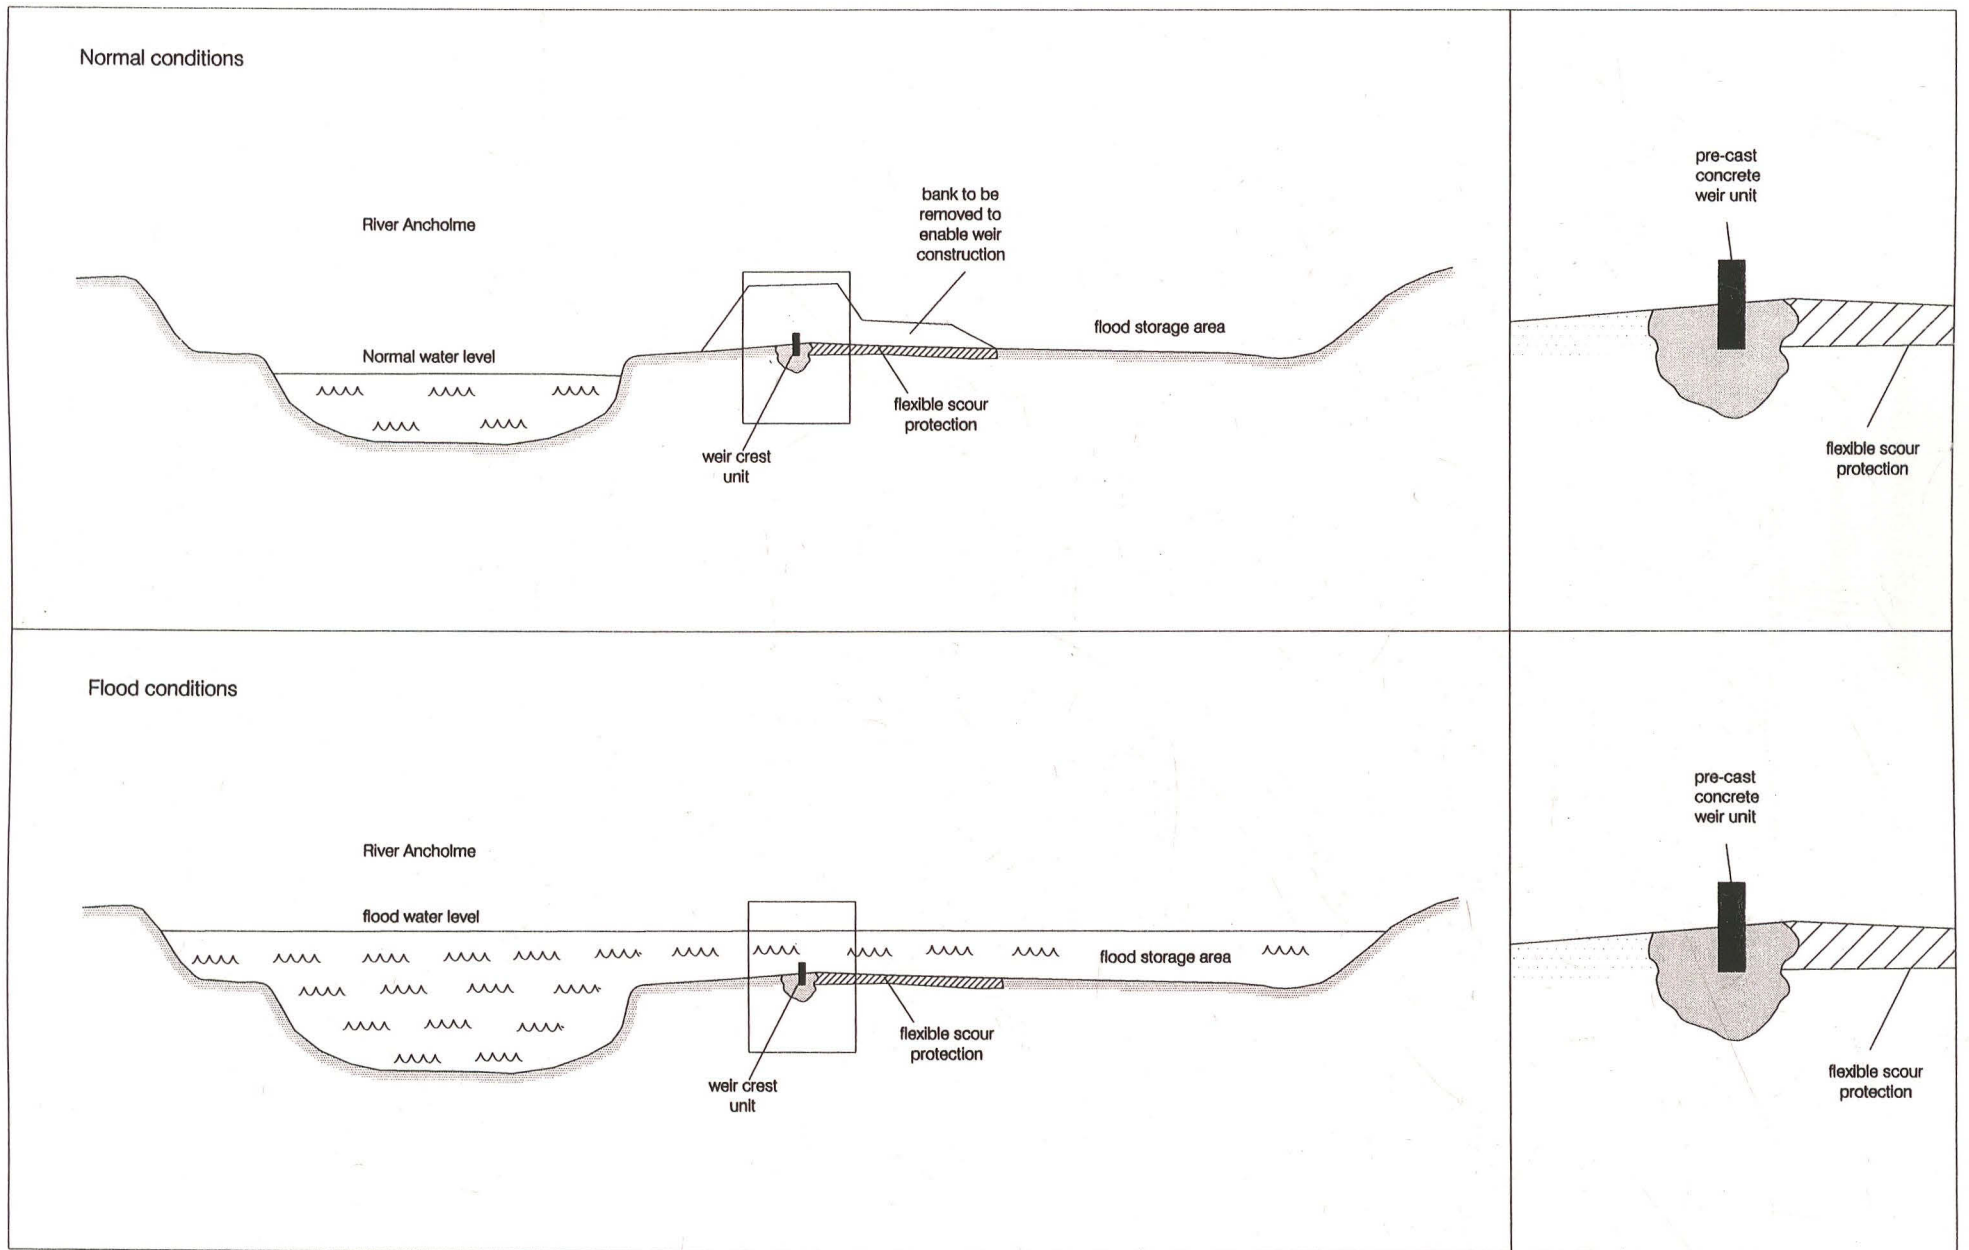 Normal conditions
River Ancholme
bank to be
removed to
enable weir
construction
Normal water level
flood storage area
flexible scour
protection
weir crest
unit
pre-cast
concrete
weir unit
flexible scour
protection
Flood conditions
River Ancholme
flood water level
flood storage area
flexible scour
protection
weir crest
unit
pre-cast
concrete
weir unit
flexible scour
protection